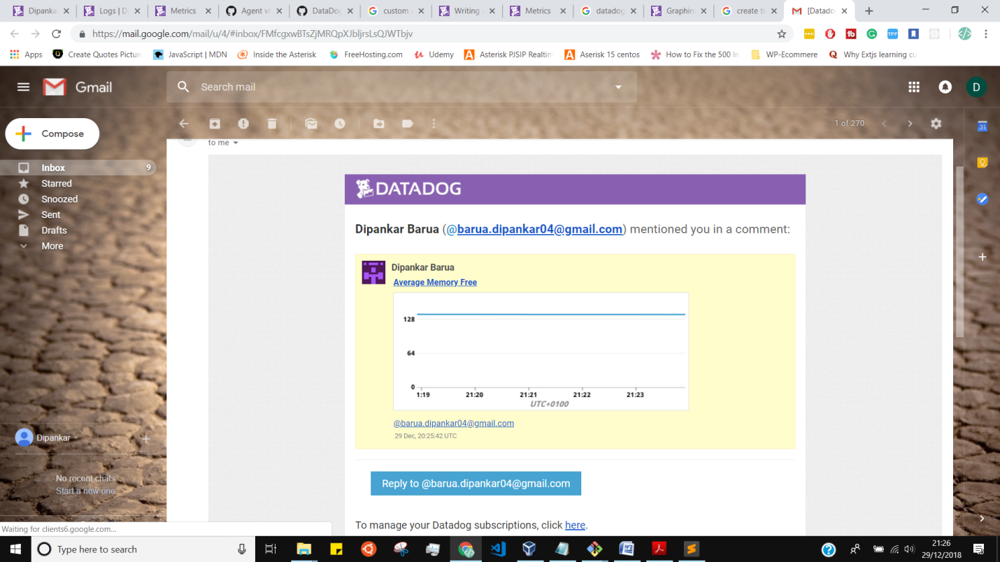 Dipanka
Logs | D
Metrics
Agent v
DataDog
custom
Writing
Metrics
datadog
Graphin
create ti
[Datado
https://mail.google.com/mail/u/4/#inbox/FMfcgxwBTsZjMRQpXJbljrsLsQJWTbjv
Apps
Create Quotes Pictur
JavaScript | MDN
Inside the Asterisk
FreeHosting.com
Udemy
Asterisk PJSIP Realtim
Aserisk 15 centos
How to Fix the 500 In
WP-Ecommere
Why Extjs learning cu
Gmail
Search mail
D
Compose
1 of 270
31
to me
Inbox 9
Starred
Snoozed
Sent
Drafts
More
DATADOG
Dipankar Barua (@barua.dipankar04@gmail.com) mentioned you in a comment:
Dipankar Barua
Average Memory Free
128
64
0
1:19 21:20 21:21 21:22 21:23
UTC+0100
@barua.dipankar04@gmail.com
29 Dec, 20:25:42 UTC
Reply to @barua.dipankar04@gmail.com
To manage your Datadog subscriptions, click here.
Dipankar
No recent chats
Start a new one
Waiting for clients6.google.com...
Type here to search
21:26
29/12/2018